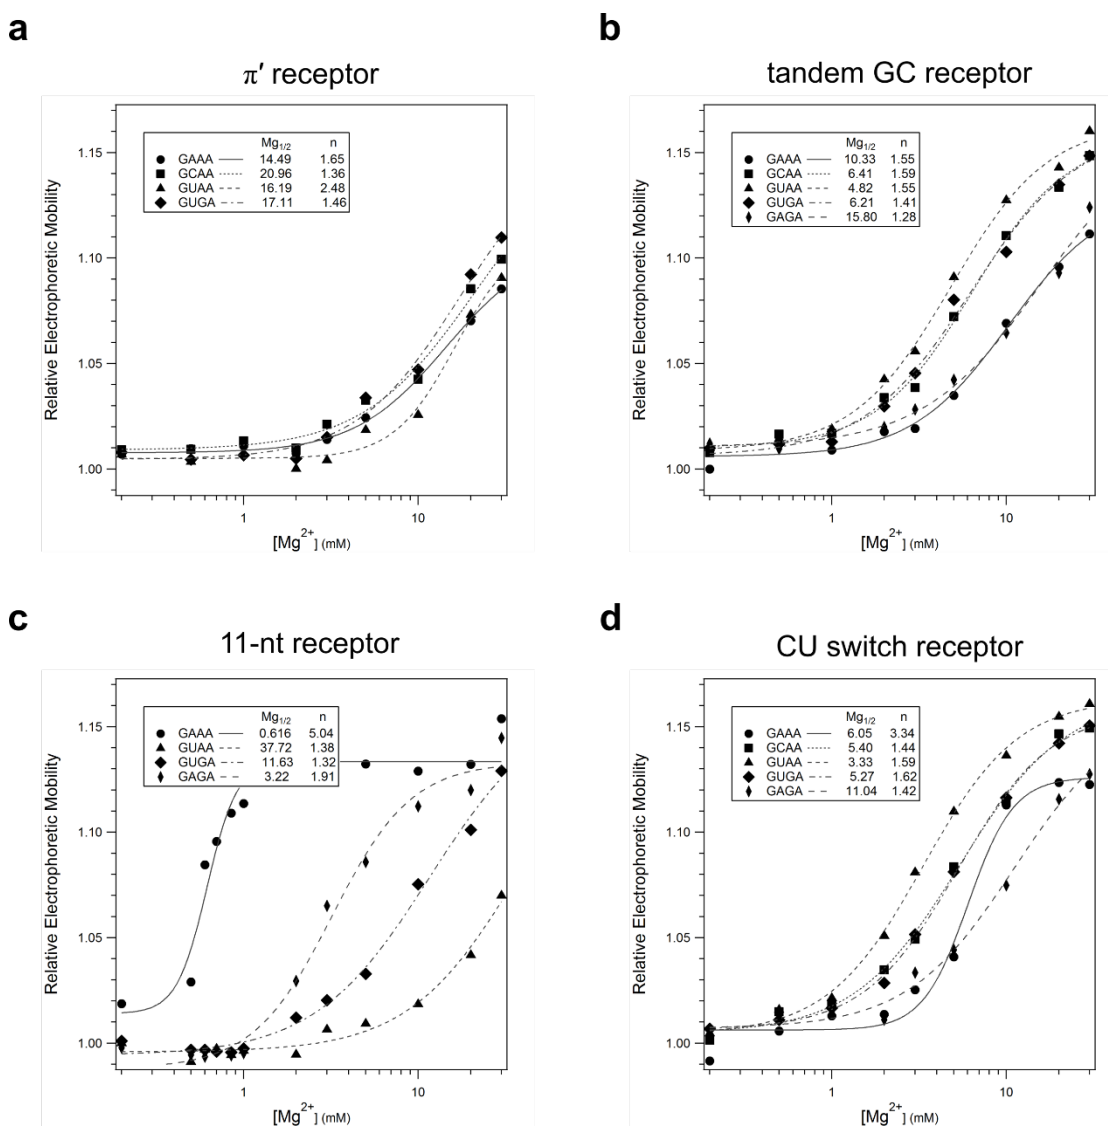 a
π′ receptor
Relative Electrophoretic Mobility
1.15
1.10
1.05
1.00
Mg1/2 n
GAAA 14.49 1.65
GCAA 20.96 1.36
GUAA 16.19 2.48
GUGA 17.11 1.46
1 10
[Mg2+] (mM)
b
tandem GC receptor
Relative Electrophoretic Mobility
1.15
1.10
1.05
1.00
Mg1/2 n
GAAA 10.33 1.55
GCAA 6.41 1.59
GUAA 4.82 1.55
GUGA 6.21 1.41
GAGA 15.80 1.28
1 10
[Mg2+] (mM)
c
11-nt receptor
Relative Electrophoretic Mobility
1.15
1.10
1.05
1.00
Mg1/2 n
GAAA 0.616 5.04
GUAA 37.72 1.38
GUGA 11.63 1.32
GAGA 3.22 1.91
1 10
[Mg2+] (mM)
d
CU switch receptor
Relative Electrophoretic Mobility
1.15
1.10
1.05
1.00
Mg1/2 n
GAAA 6.05 3.34
GCAA 5.40 1.44
GUAA 3.33 1.59
GUGA 5.27 1.62
GAGA 11.04 1.42
1 10
[Mg2+] (mM)